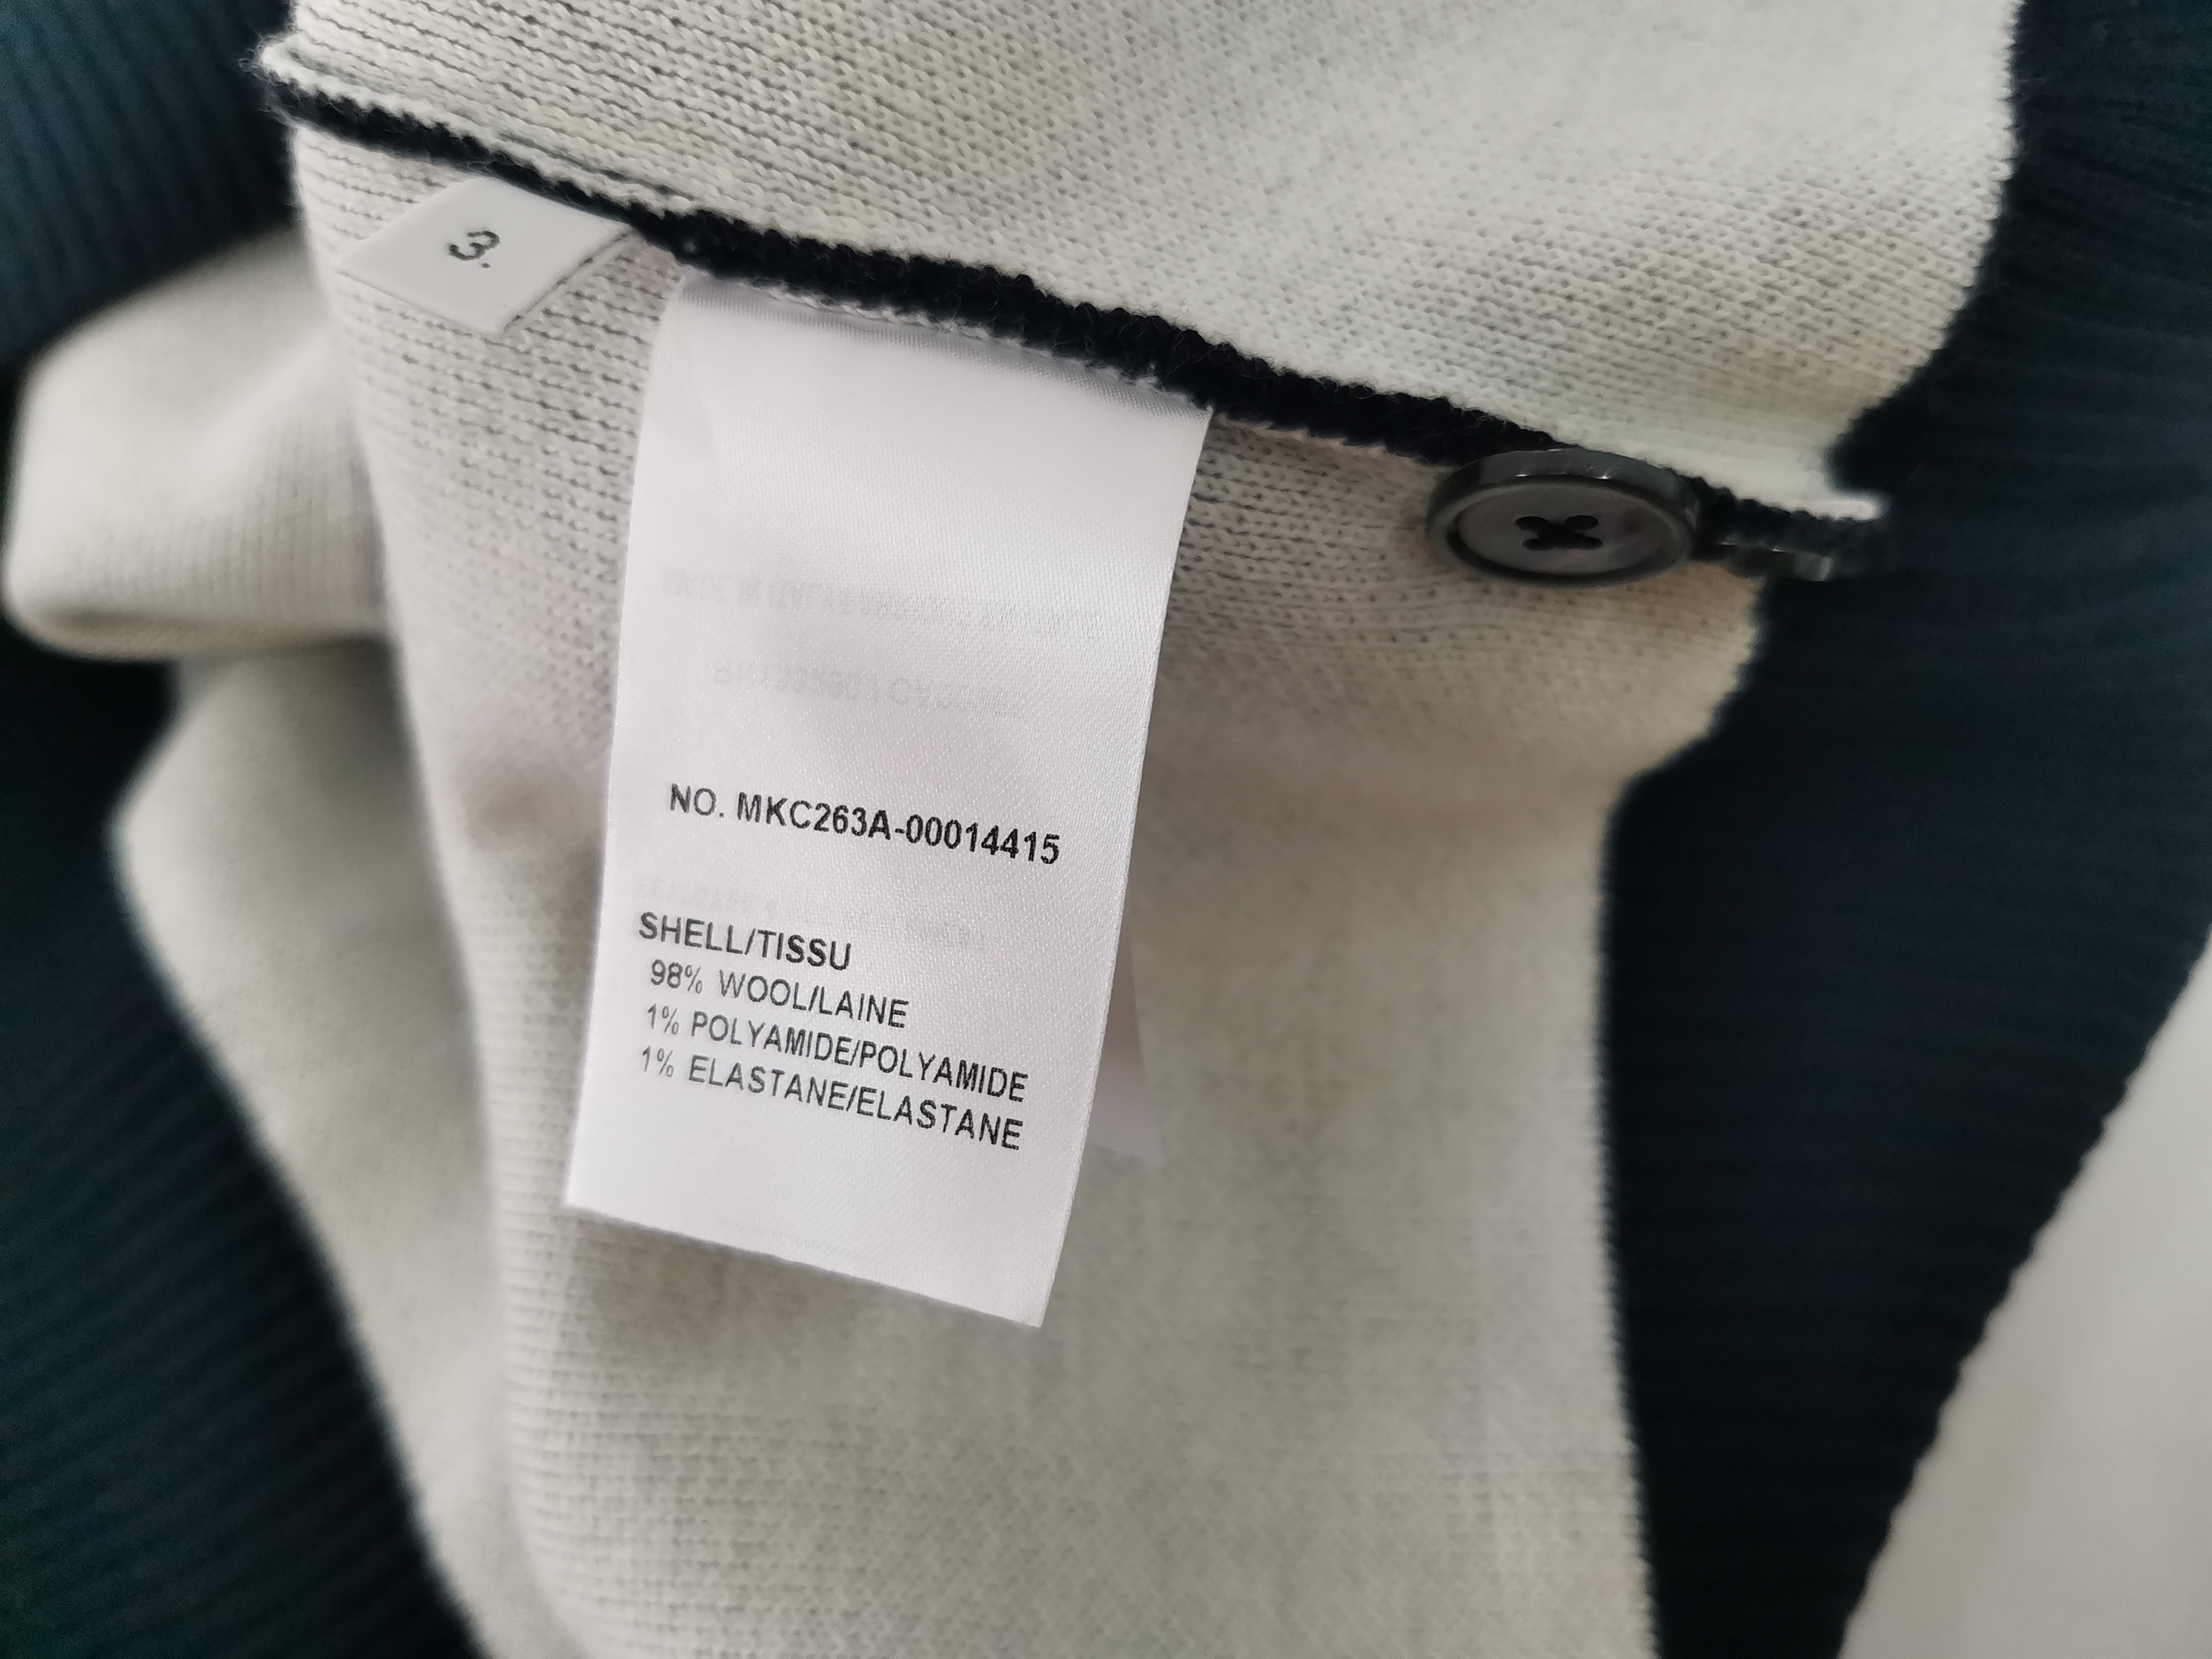 3.
NO. MKC263A-00014415
SHELL/TISSU
98% WOOL/LAINE
1% POLYAMIDE/POLYAMIDE
1% ELASTANE/ELASTANE